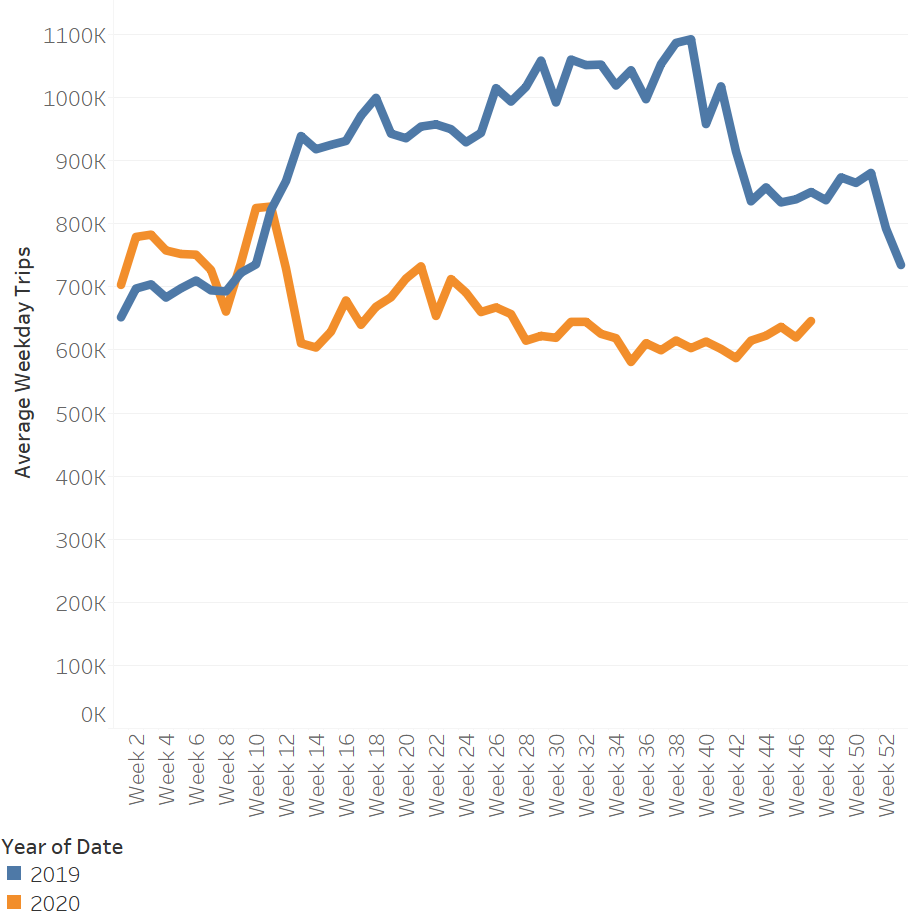 1100K
1000K
900K
800K
700K
600K
500K
400K
300K
200K
100K
0K
Average Weekday Trips
Week 2
Week 4
Week 6
Week 8
Week 10
Week 12
Week 14
Week 16
Week 18
Week 20
Week 22
Week 24
Week 26
Week 28
Week 30
Week 32
Week 34
Week 36
Week 38
Week 40
Week 42
Week 44
Week 46
Week 48
Week 50
Week 52
Year of Date
2019
2020